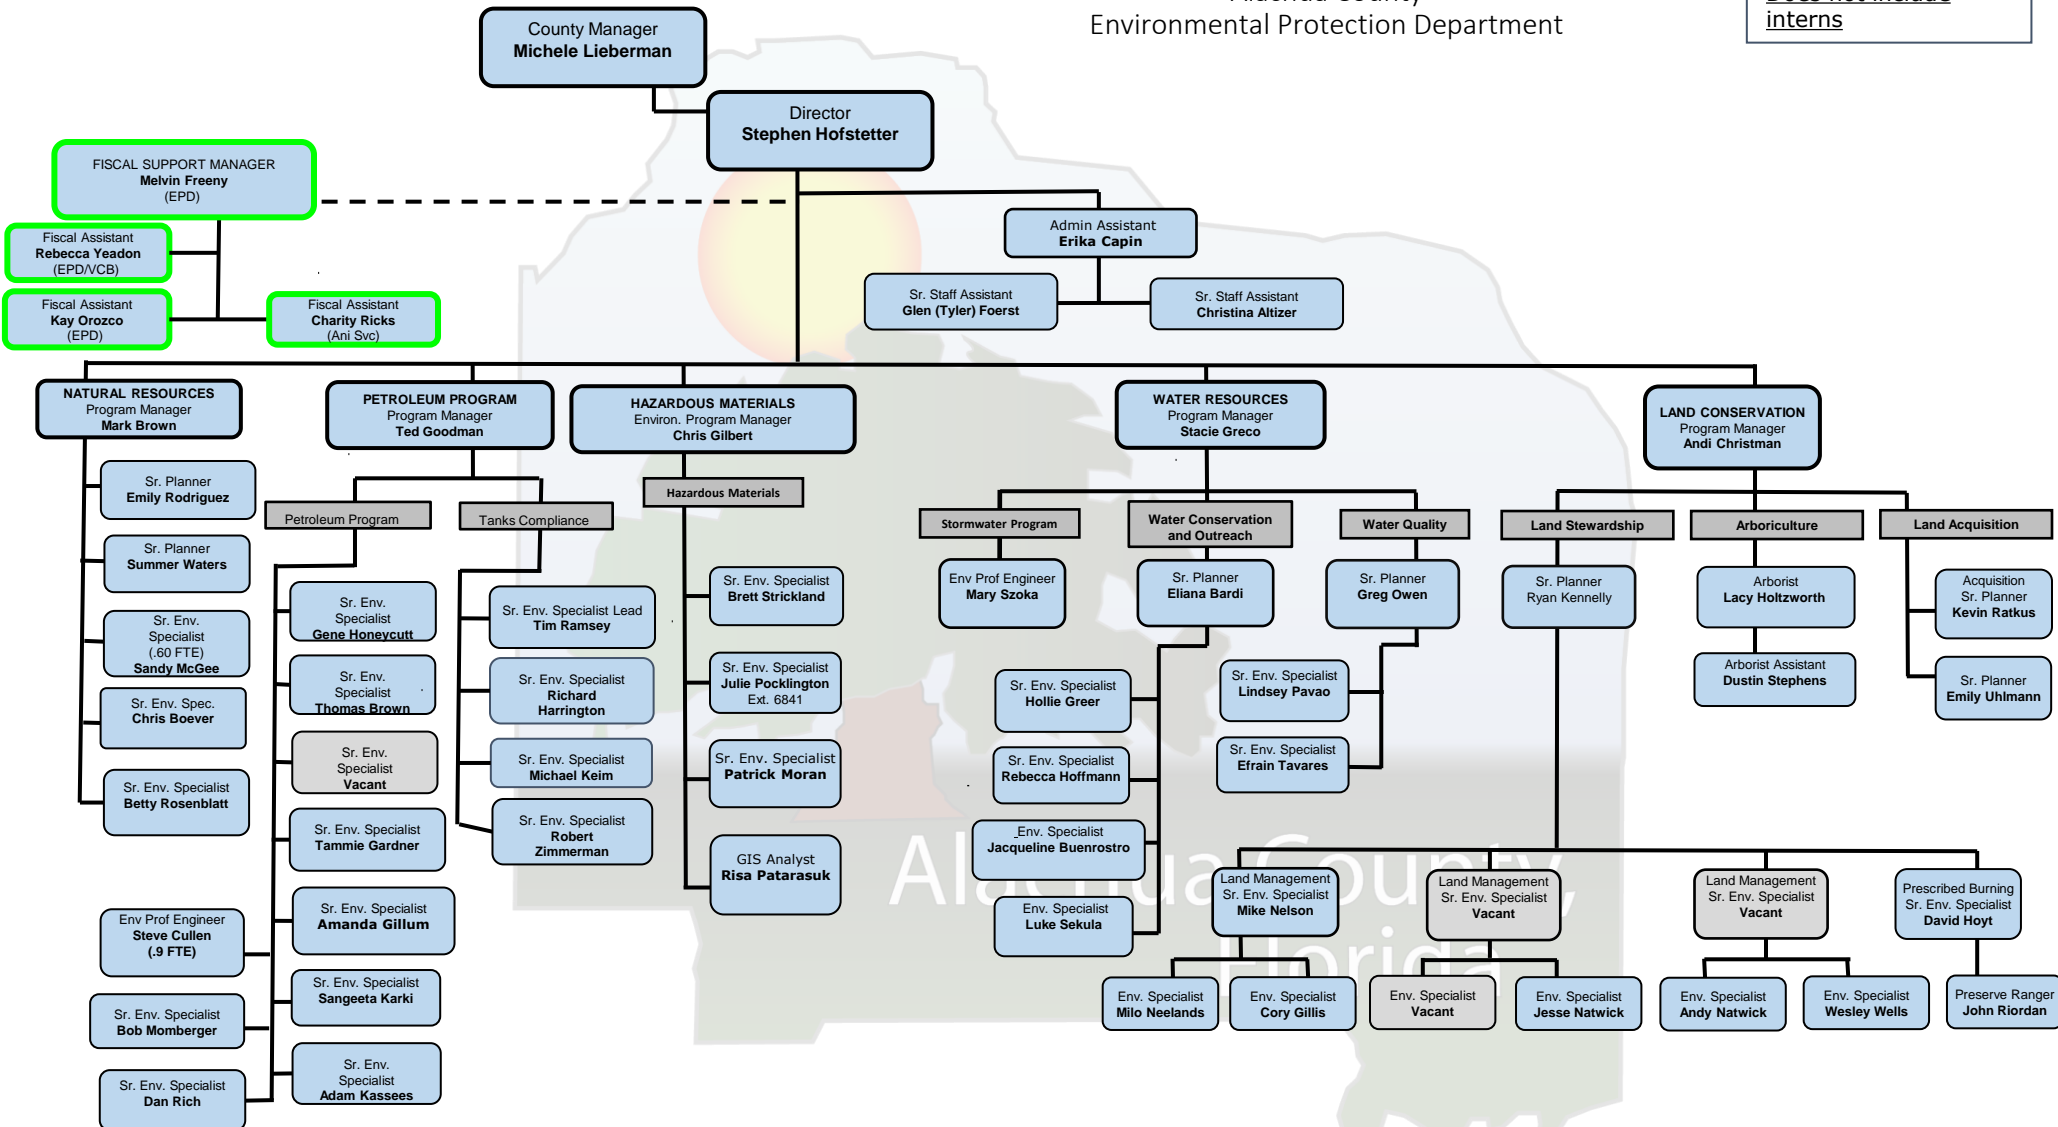 Alachua County
Environmental Protection Department
Does not include
interns
County Manager
Michele Lieberman
Director
Stephen Hofstetter
FISCAL SUPPORT MANAGER
Melvin Freeny
(EPD)
Fiscal Assistant
Rebecca Yeadon
(EPD/VCB)
Fiscal Assistant
Kay Orozco
(EPD)
Fiscal Assistant
Charity Ricks
(Ani Svc)
Admin Assistant
Erika Capin
Sr. Staff Assistant
Glen (Tyler) Foerst
Sr. Staff Assistant
Christina Altizer
NATURAL RESOURCES
Program Manager
Mark Brown
Sr. Planner
Emily Rodriguez
Sr. Planner
Summer Waters
Sr. Env.
Specialist
(.60 FTE)
Sandy McGee
Sr. Env. Spec.
Chris Boever
Sr. Env. Specialist
Betty Rosenblatt
PETROLEUM PROGRAM
Program Manager
Ted Goodman
Petroleum Program
Sr. Env.
Specialist
Gene Honeycutt
Sr. Env.
Specialist
Thomas Brown
Sr. Env.
Specialist
Vacant
Sr. Env. Specialist
Tammie Gardner
Sr. Env. Specialist
Amanda Gillum
Env Prof Engineer
Steve Cullen
(.9 FTE)
Sr. Env. Specialist
Sangeeta Karki
Sr. Env. Specialist
Bob Momberger
Sr. Env.
Specialist
Adam Kassees
Sr. Env. Specialist
Dan Rich
Tanks Compliance
Sr. Env. Specialist Lead
Tim Ramsey
Sr. Env. Specialist
Richard
Harrington
Sr. Env. Specialist
Michael Keim
Sr. Env. Specialist
Robert
Zimmerman
HAZARDOUS MATERIALS
Environ. Program Manager
Chris Gilbert
Hazardous Materials
Sr. Env. Specialist
Brett Strickland
Sr. Env. Specialist
Julie Pocklington
Ext. 6841
Sr. Env. Specialist
Patrick Moran
GIS Analyst
Risa Patarasuk
WATER RESOURCES
Program Manager
Stacie Greco
Stormwater Program
Env Prof Engineer
Mary Szoka
Water Conservation
and Outreach
Sr. Planner
Eliana Bardi
Sr. Env. Specialist
Hollie Greer
Sr. Env. Specialist
Rebecca Hoffmann
Env. Specialist
Jacqueline Buenrostro
Env. Specialist
Luke Sekula
Water Quality
Sr. Planner
Greg Owen
Sr. Env. Specialist
Lindsey Pavao
Sr. Env. Specialist
Efrain Tavares
LAND CONSERVATION
Program Manager
Andi Christman
Land Stewardship
Sr. Planner
Ryan Kennelly
Arboriculture
Arborist
Lacy Holtzworth
Arborist Assistant
Dustin Stephens
Land Acquisition
Acquisition
Sr. Planner
Kevin Ratkus
Sr. Planner
Emily Uhlmann
Land Management
Sr. Env. Specialist
Mike Nelson
Land Management
Sr. Env. Specialist
Vacant
Land Management
Sr. Env. Specialist
Vacant
Prescribed Burning
Sr. Env. Specialist
David Hoyt
Env. Specialist
Milo Neelands
Env. Specialist
Cory Gillis
Env. Specialist
Vacant
Env. Specialist
Jesse Natwick
Env. Specialist
Andy Natwick
Env. Specialist
Wesley Wells
Preserve Ranger
John Riordan
Alachua County,
Florida